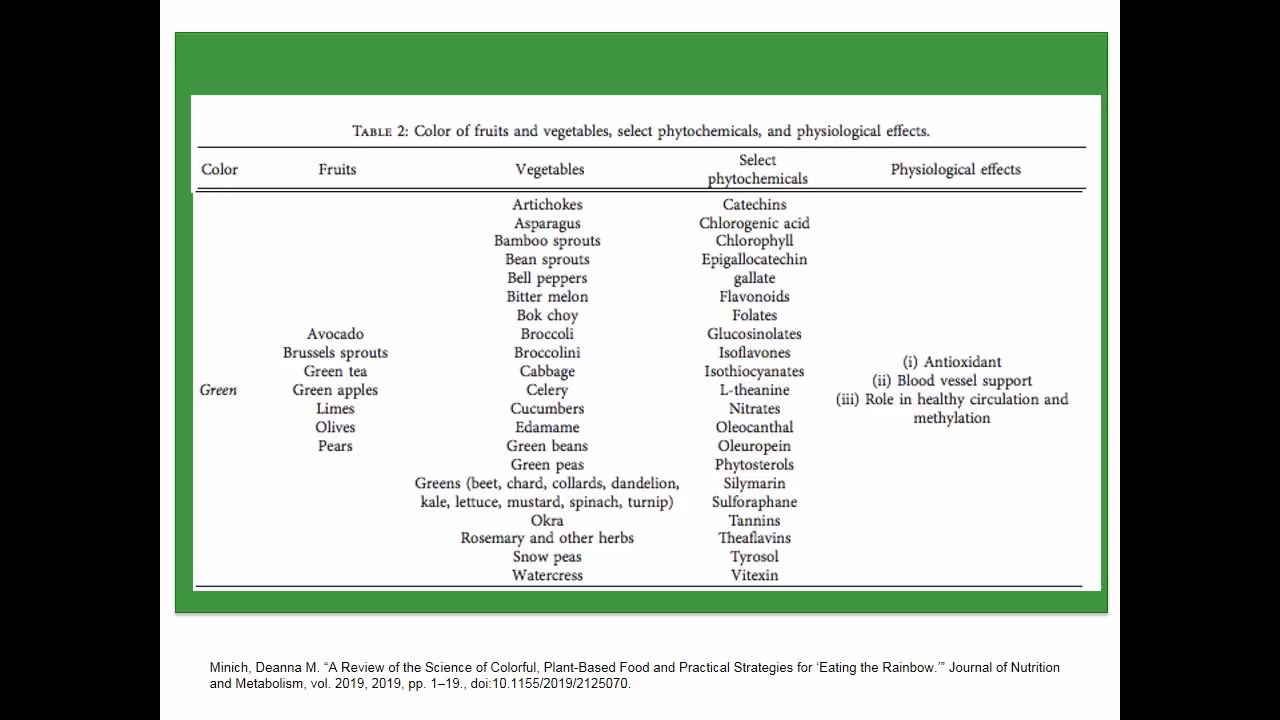 TABLE 2: Color of fruits and vegetables, select phytochemicals, and physiological effects.
Color
Fruits
Vegetables
Select
phytochemicals
Physiological effects
Green
Avocado
Brussels sprouts
Green tea
Green apples
Limes
Olives
Pears
Artichokes
Asparagus
Bamboo sprouts
Bean sprouts
Bell peppers
Bitter melon
Bok choy
Broccoli
Broccolini
Cabbage
Celery
Cucumbers
Edamame
Green beans
Green peas
Greens (beet, chard, collards, dandelion,
kale, lettuce, mustard, spinach, turnip)
Okra
Rosemary and other herbs
Snow peas
Watercress
Catechins
Chlorogenic acid
Chlorophyll
Epigallocatechin
gallate
Flavonoids
Folates
Glucosinolates
Isoflavones
Isothiocyanates
L-theanine
Nitrates
Oleocanthal
Oleuropein
Phytosterols
Silymarin
Sulforaphane
Tannins
Theaflavins
Tyrosol
Vitexin
(i) Antioxidant
(ii) Blood vessel support
(iii) Role in healthy circulation and
methylation
Minich, Deanna M. “A Review of the Science of Colorful, Plant-Based Food and Practical Strategies for ‘Eating the Rainbow.’” Journal of Nutrition
and Metabolism, vol. 2019, 2019, pp. 1–19., doi:10.1155/2019/2125070.